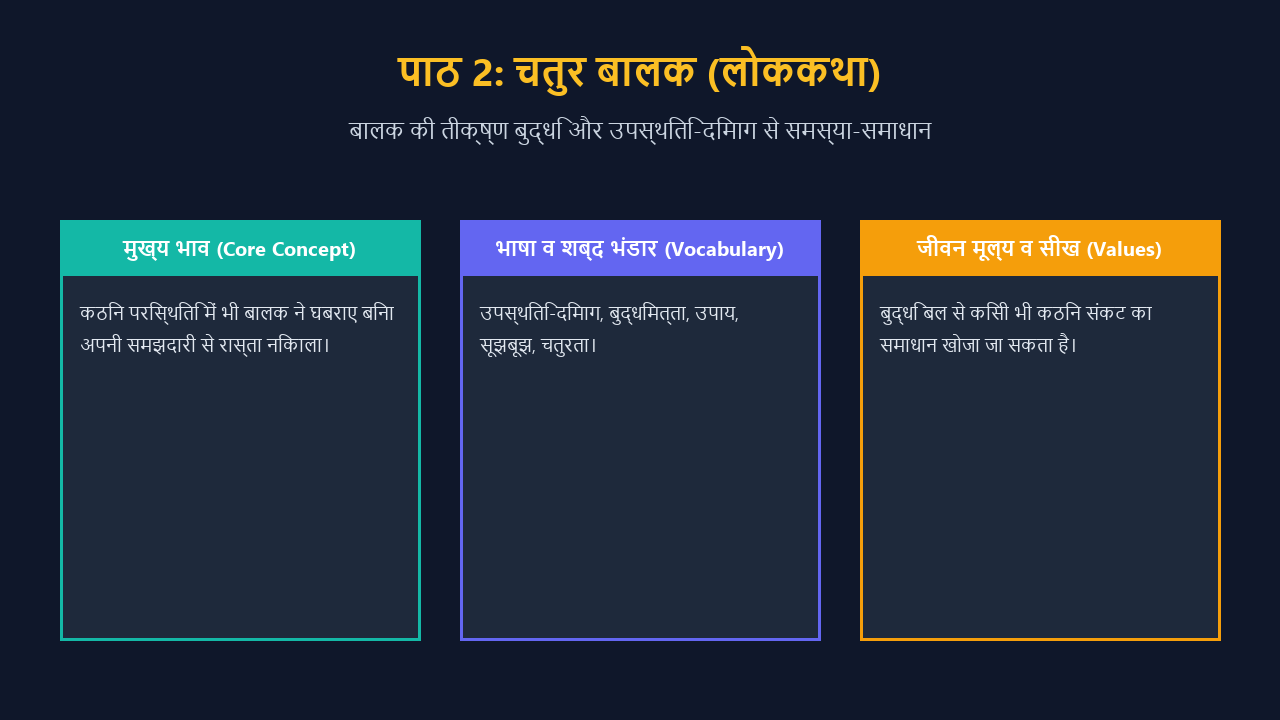 पाठ 2: चतुर बालक (लोककथा)
बालक की तीक्ष्ण बुद्धि और उपस्थिति-दिमाग से समस्या-समाधान
मुख्य भाव (Core Concept)
कठिन परिस्थिति में भी बालक ने घबराए बिना
अपनी समझदारी से रास्ता निकाला।
भाषा व शब्द भंडार (Vocabulary)
उपस्थिति-दिमाग, बुद्धिमत्ता, उपाय,
सूझबूझ, चतुरता।
जीवन मूल्य व सीख (Values)
बुद्धि बल से किसी भी कठिन संकट का
समाधान खोजा जा सकता है।